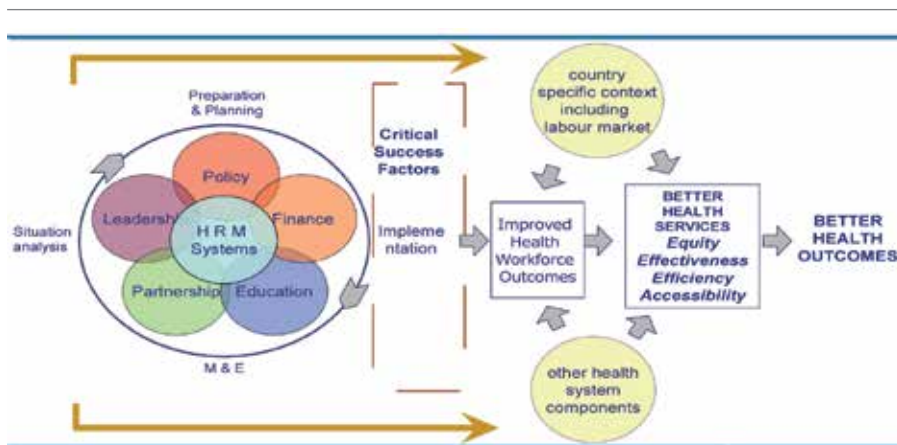 Preparation
& Planning
Situation
analysis
Policy
Leadership
Finance
H R M
Systems
Partnership
Education
M & E
Critical
Success
Factors
Impleme
ntation
country
specific context
including
labour market
Improved
Health
Workforce
Outcomes
BETTER
HEALTH
SERVICES
Equity
Effectiveness
Efficiency
Accessibility
BETTER
HEALTH
OUTCOMES
other health
system
components